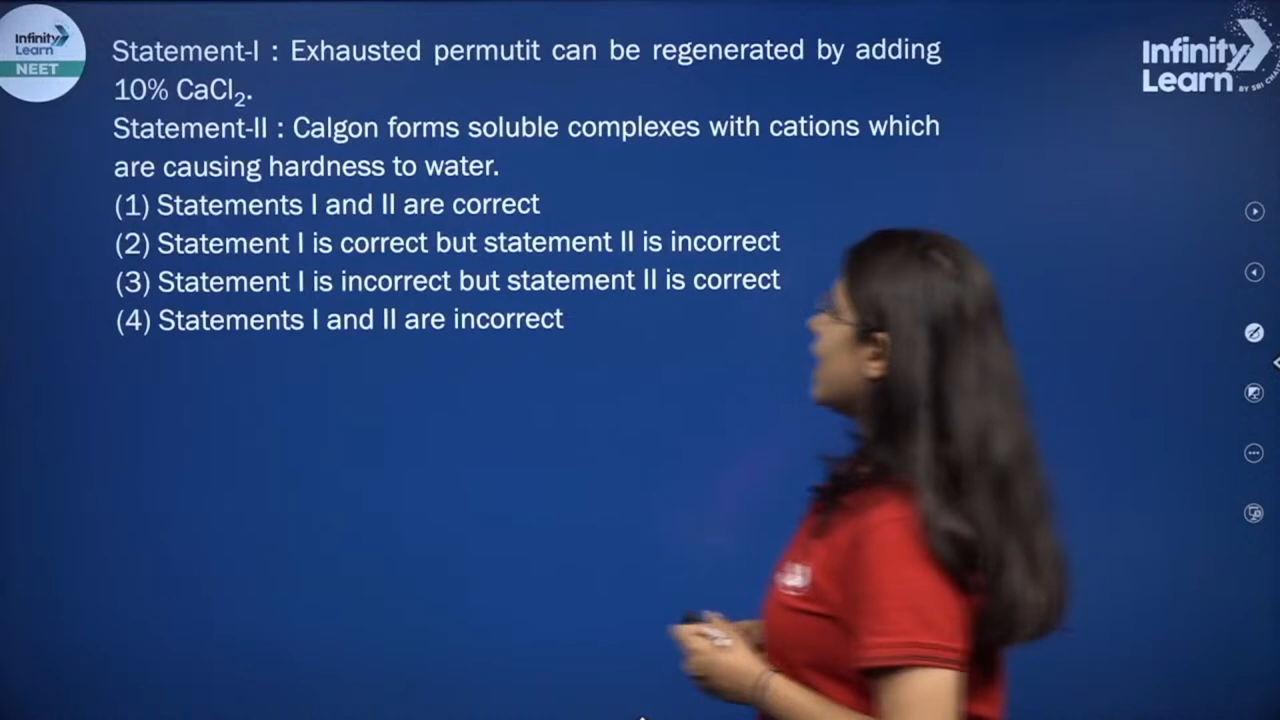 Infinity
Learn
NEET
Infinity
Learn
BY SRI CHAI
Statement-I : Exhausted permutit can be regenerated by adding
10% CaCl₂.
Statement-II : Calgon forms soluble complexes with cations which
are causing hardness to water.
(1) Statements I and II are correct
(2) Statement I is correct but statement II is incorrect
(3) Statement I is incorrect but statement II is correct
(4) Statements I and II are incorrect